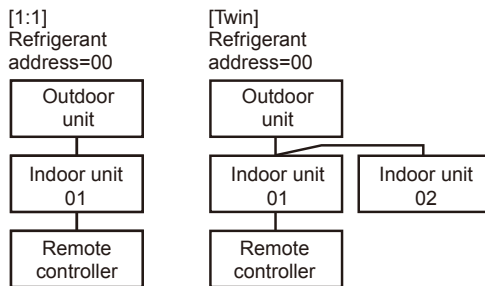 [1:1]
Refrigerant
address=00
Outdoor
unit
Indoor unit
01
Remote
controller
[Twin]
Refrigerant
address=00
Outdoor
unit
Indoor unit
01
Indoor unit
02
Remote
controller